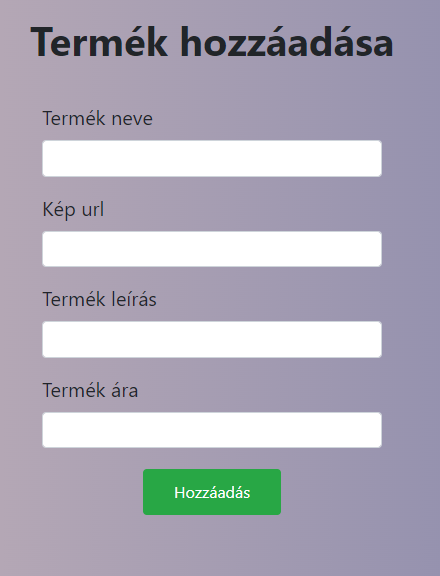 Termék hozzáadása
Termék neve
Kép url
Termék leírás
Termék ára
Hozzáadás